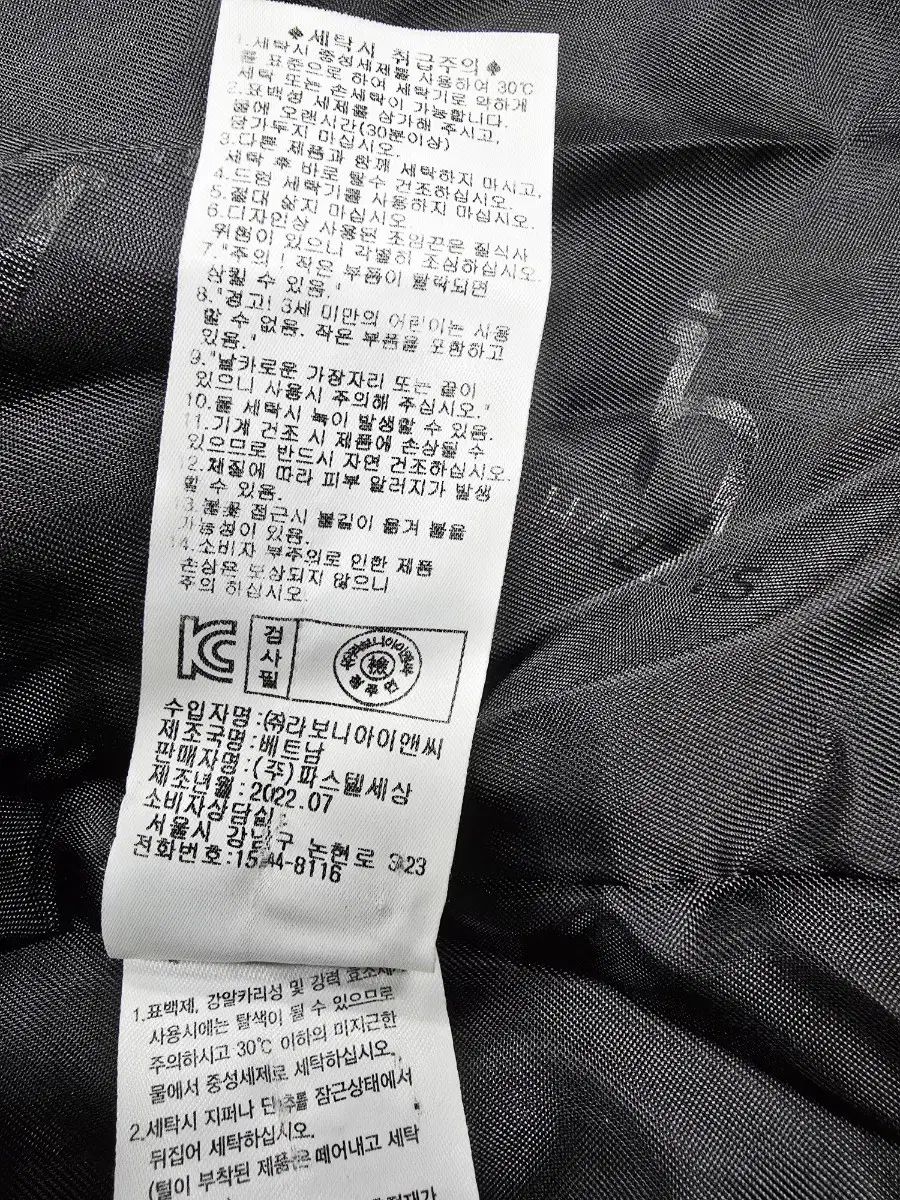 ◆세탁시 취급주의◆
1.세탁시 중성세제를 사용하여 30℃
물 표준으로 하여 세탁기로 약하게
세탁 또는 손세탁이 가능합니다.
2.표백성 세제를 삼가해 주시고,
물에 오랜시간(30분이상)
담가두지 마십시오.
3.다른 제품과 함께 세탁하지 마시고,
세탁 후 바로 탈수 건조하십시오.
4.드럼 세탁기를 사용하지 마십시오
5.절대 삶지 마십시오
6.디자인상 사용된 조임끈은 질식사
위험이 있으니 각별히 조심하십시오
7."주의! 작은 부품이 탈락되면
삼킬 수 있음."
8."경고! 3세 미만의 어린이는 사용
할 수 없음. 작은 부품을 포함하고
있음."
9."날카로운 가장자리 또는 끝이
있으니 사용시 주의해 주십시오."
10.물 세탁시 녹이 발생할 수 있음.
11.기계 건조 시 제품에 손상될 수
있으므로 반드시 자연 건조하십시오.
12.체질에 따라 피부 알러지가 발생
할 수 있음.
13.불꽃 접근시 불길이 옮겨 붙을
가능성이 있음.
14.소비자 부주의로 인한 제품
손상은 보상되지 않으니
주의 하십시오.
KC 검사필 檢
수입자명:㈜라보니아이앤씨
제조국명:베트남
판매자명:(주)파스텔세상
제조년월:2022.07
소비자상담실:
서울시 강남구 논현로 323
전화번호:1544-8116
1.표백제, 강알카리성 및 강력 효소세
사용시에는 탈색이 될 수 있으므로
주의하시고 30℃ 이하의 미지근한
물에서 중성세제로 세탁하십시오.
2.세탁시 지퍼나 단추를 잠근상태에서
뒤집어 세탁하십시오.
(털이 부착된 제품은 떼어내고 세탁